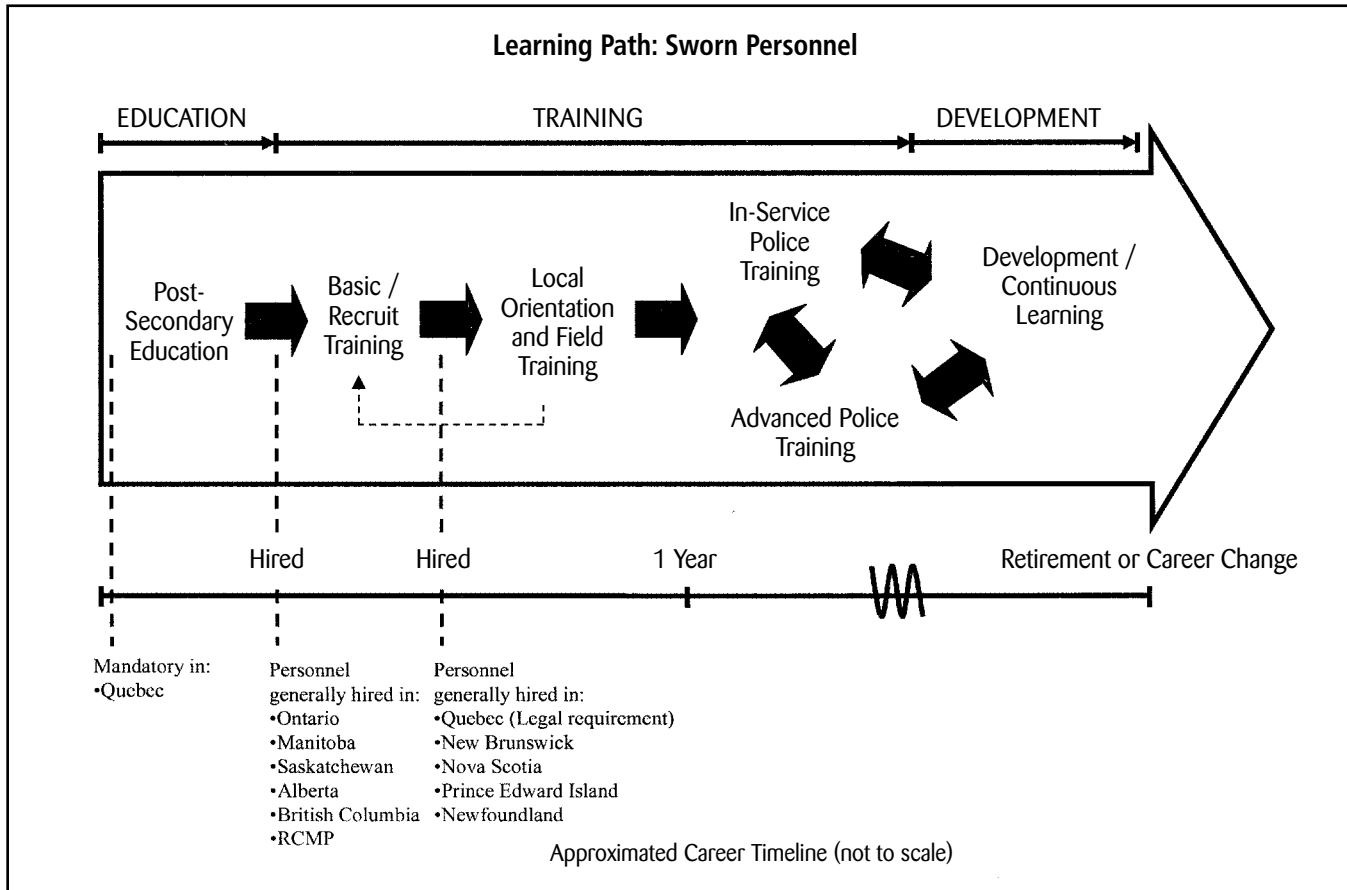 Learning Path: Sworn Personnel
EDUCATION
TRAINING
DEVELOPMENT
Post-
Secondary
Education
Basic /
Recruit
Training
Local
Orientation
and Field
Training
In-Service
Police
Training
Advanced Police
Training
Development /
Continuous
Learning
Hired
Hired
1 Year
Retirement or Career Change
Mandatory in:
•Quebec
Personnel
generally hired in:
•Ontario
•Manitoba
•Saskatchewan
•Alberta
•British Columbia
•RCMP
Personnel
generally hired in:
•Quebec (Legal requirement)
•New Brunswick
•Nova Scotia
•Prince Edward Island
•Newfoundland
Approximated Career Timeline (not to scale)